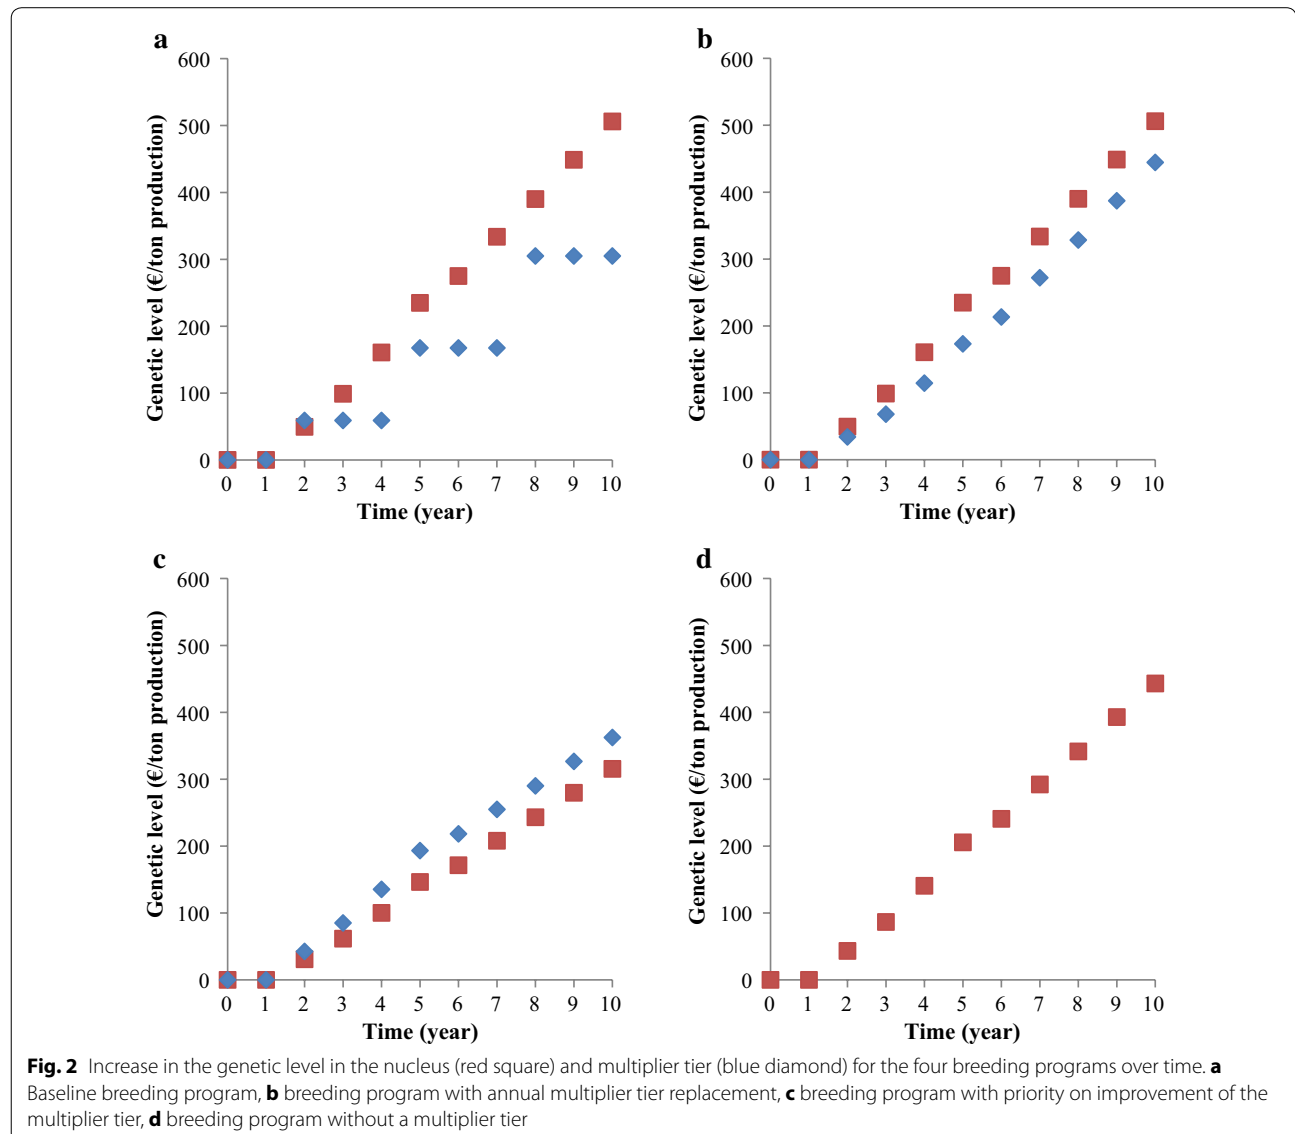 a
600
500
400
300
200
100
0
Genetic level (€/ton production)
0 1 2 3 4 5 6 7 8 9 10
Time (year)
b
600
500
400
300
200
100
0
Genetic level (€/ton production)
0 1 2 3 4 5 6 7 8 9 10
Time (year)
c
600
500
400
300
200
100
0
Genetic level (€/ton production)
0 1 2 3 4 5 6 7 8 9 10
Time (year)
d
600
500
400
300
200
100
0
Genetic level (€/ton production)
0 1 2 3 4 5 6 7 8 9 10
Time (year)
Fig. 2 Increase in the genetic level in the nucleus (red square) and multiplier tier (blue diamond) for the four breeding programs over time. a
Baseline breeding program, b breeding program with annual multiplier tier replacement, c breeding program with priority on improvement of the
multiplier tier, d breeding program without a multiplier tier